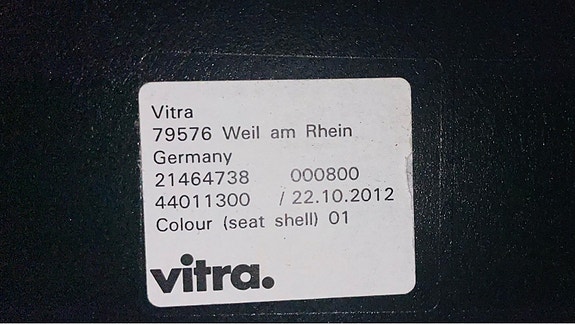 Vitra
79576 Weil am Rhein
Germany
21464738 000800
44011300 / 22.10.2012
Colour (seat shell) 01
vitra.